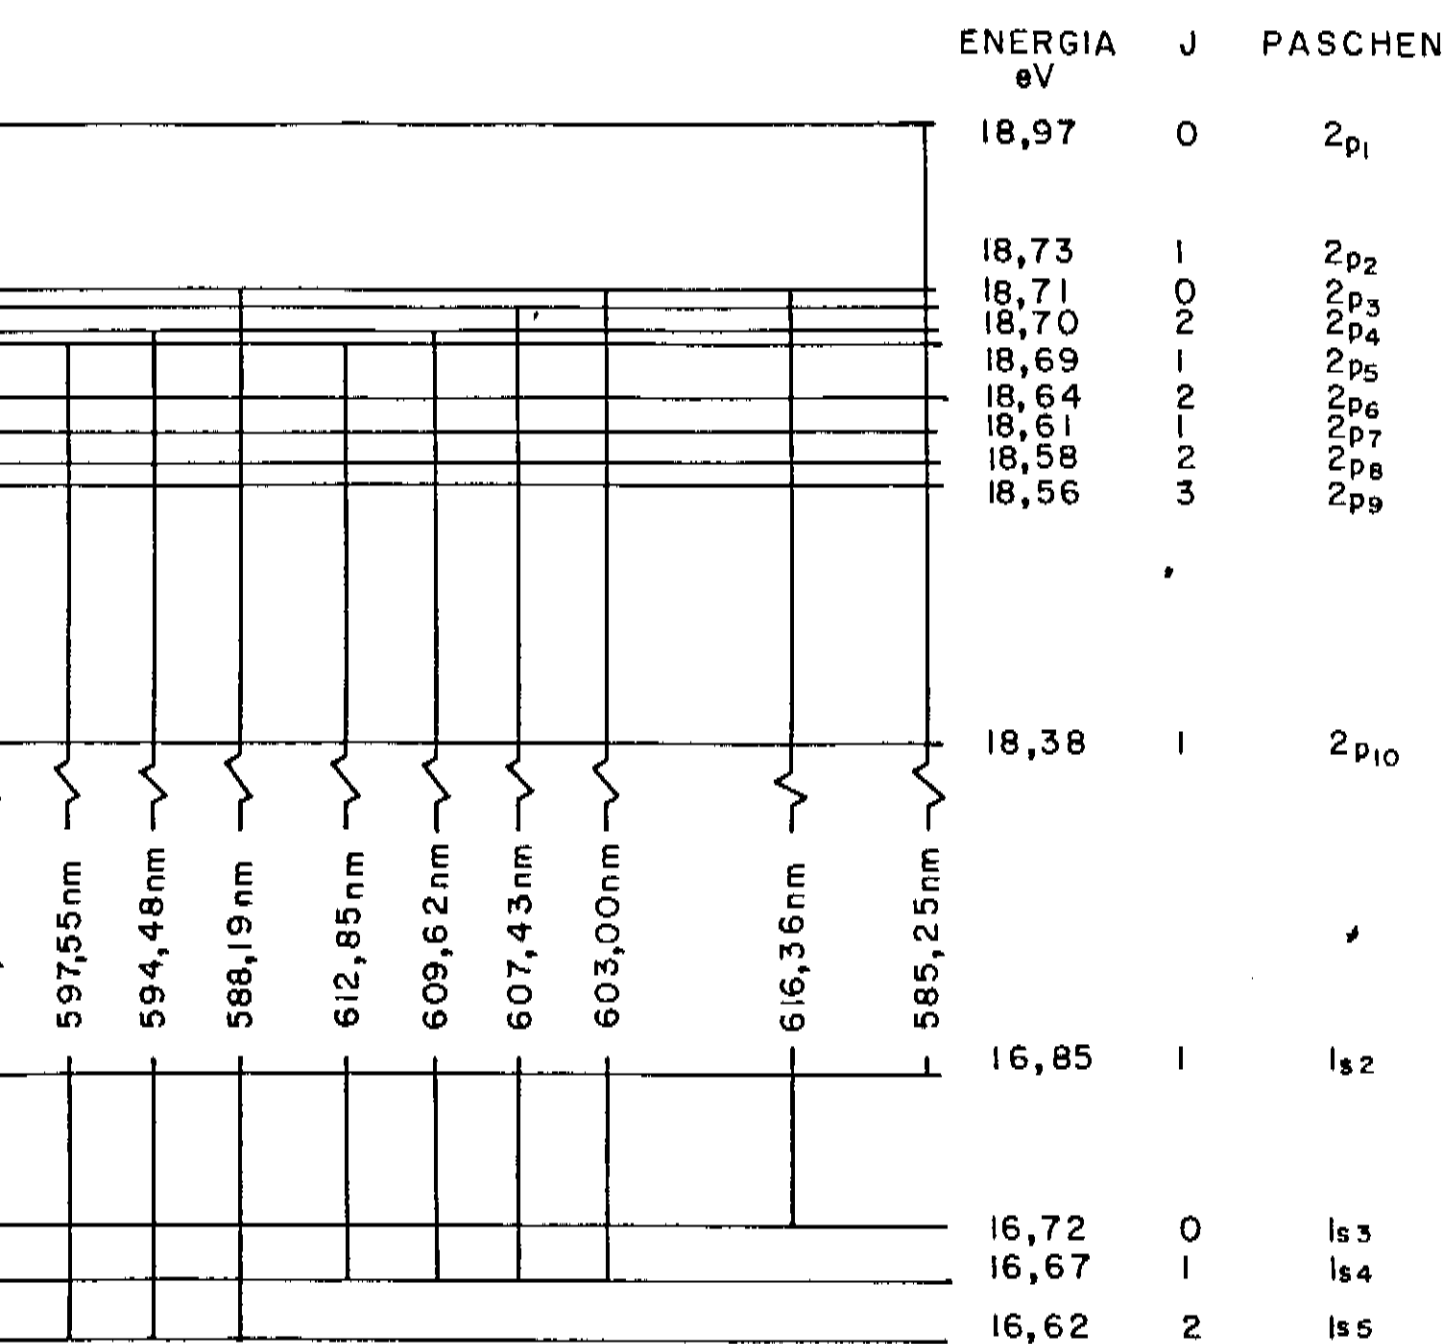 ENERGIA J PASCHEN
eV
18,97 0 2p1
18,73 1 2p2
18,71 0 2p3
18,70 2 2p4
18,69 1 2p5
18,64 2 2p6
18,61 1 2p7
18,58 2 2p8
18,56 3 2p9
18,38 1 2p10
597,55nm
594,48nm
588,19nm
612,85nm
609,62nm
607,43nm
603,00nm
616,36nm
585,25nm
16,85 1 1s2
16,72 0 1s3
16,67 1 1s4
16,62 2 1s5